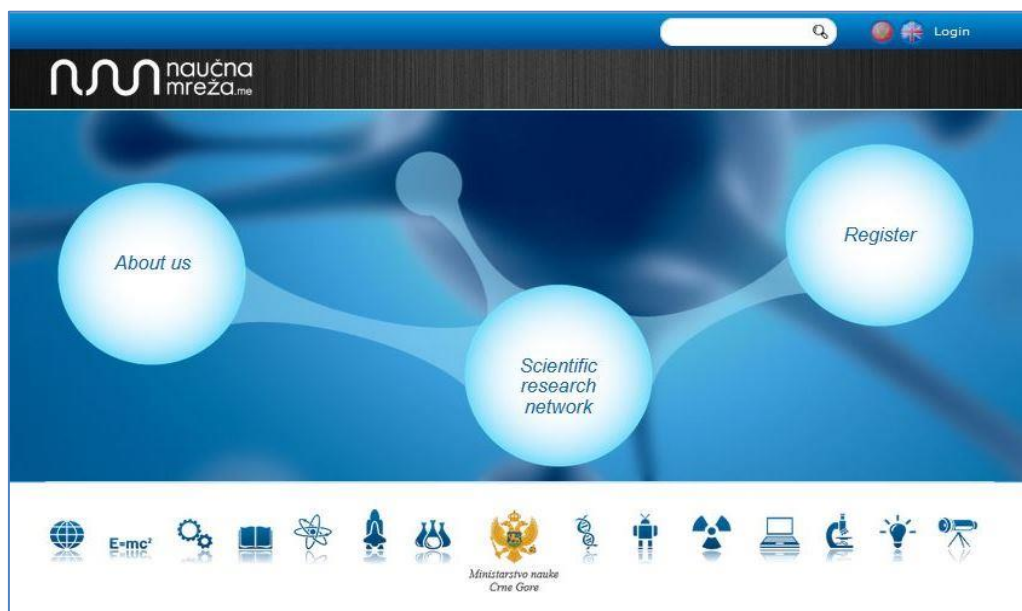 Login
naučna
mreža.me
About us
Register
Scientific
research
network
E=mc²
Ministarstvo nauke
Crne Gore